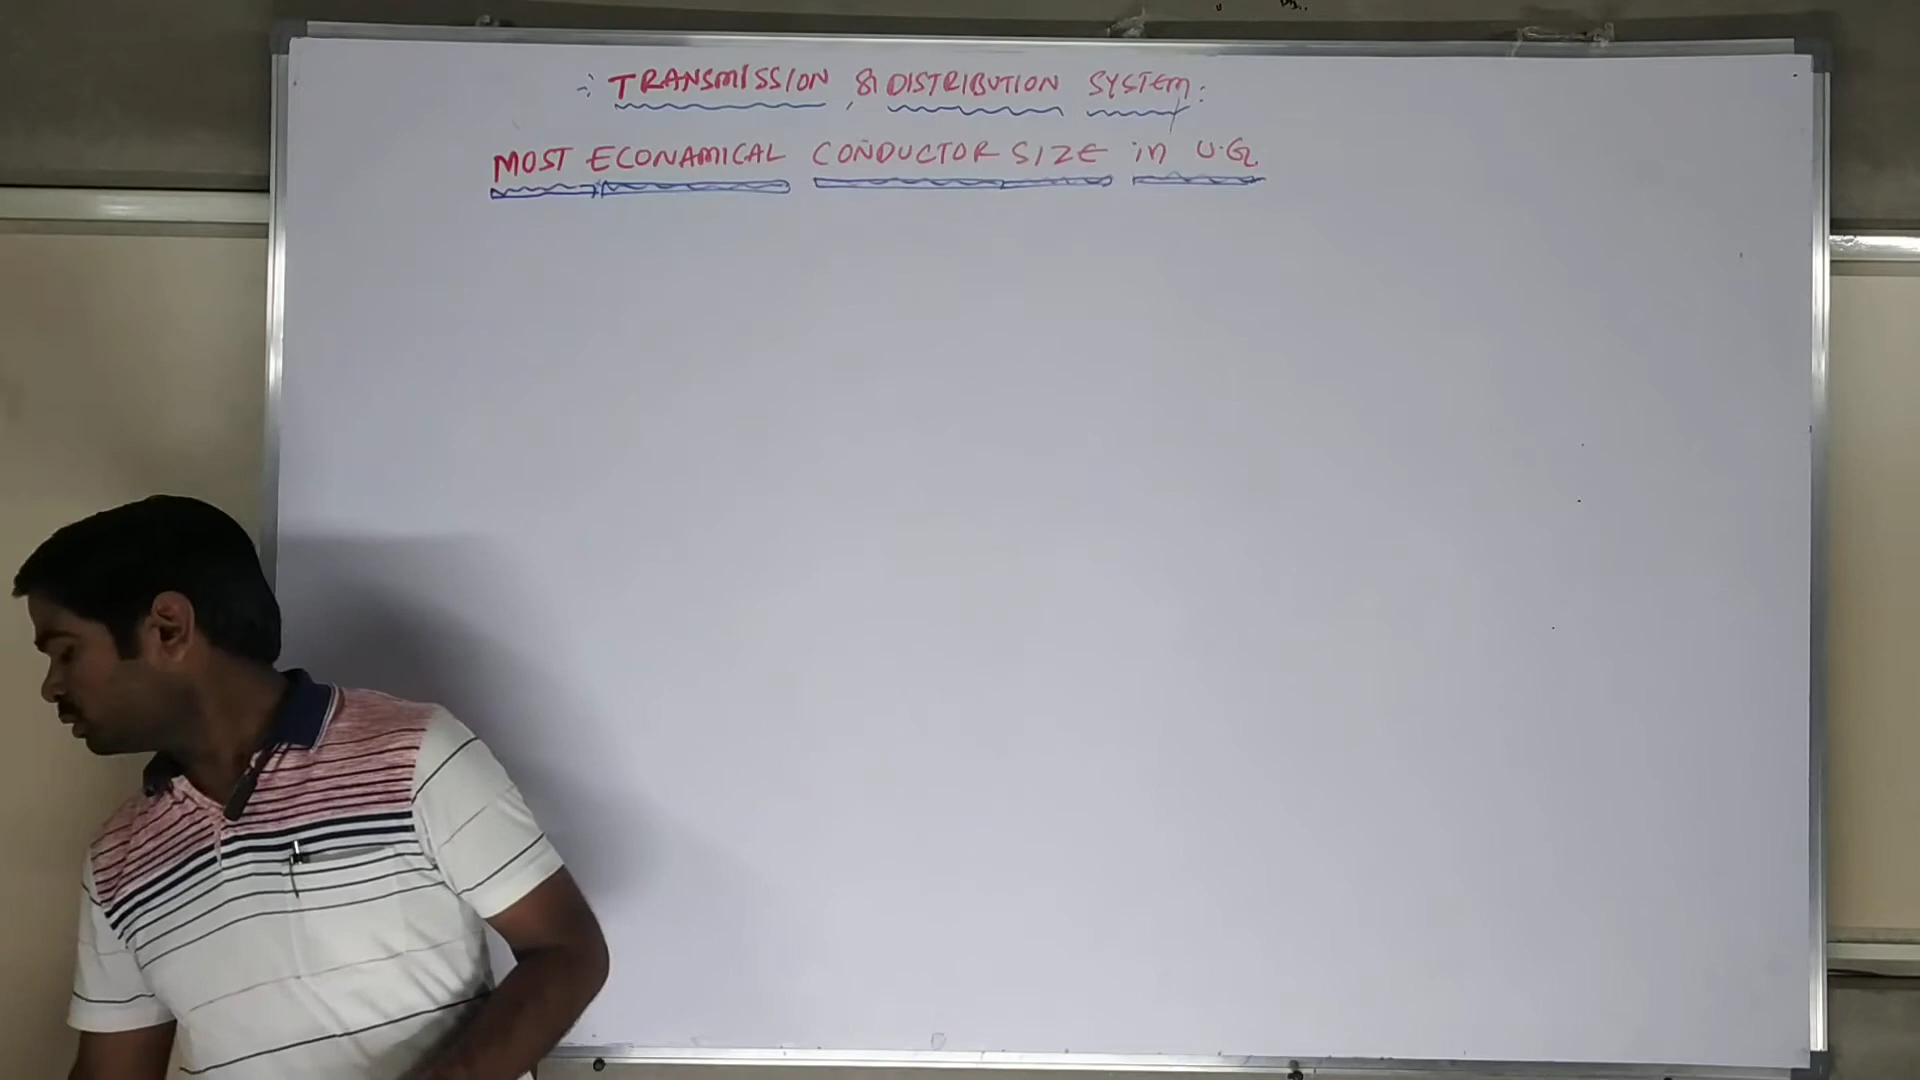 :- TRANSMISSION & DISTRIBUTION SYSTEM:
MOST ECONAMICAL CONDUCTOR SIZE in U.G.